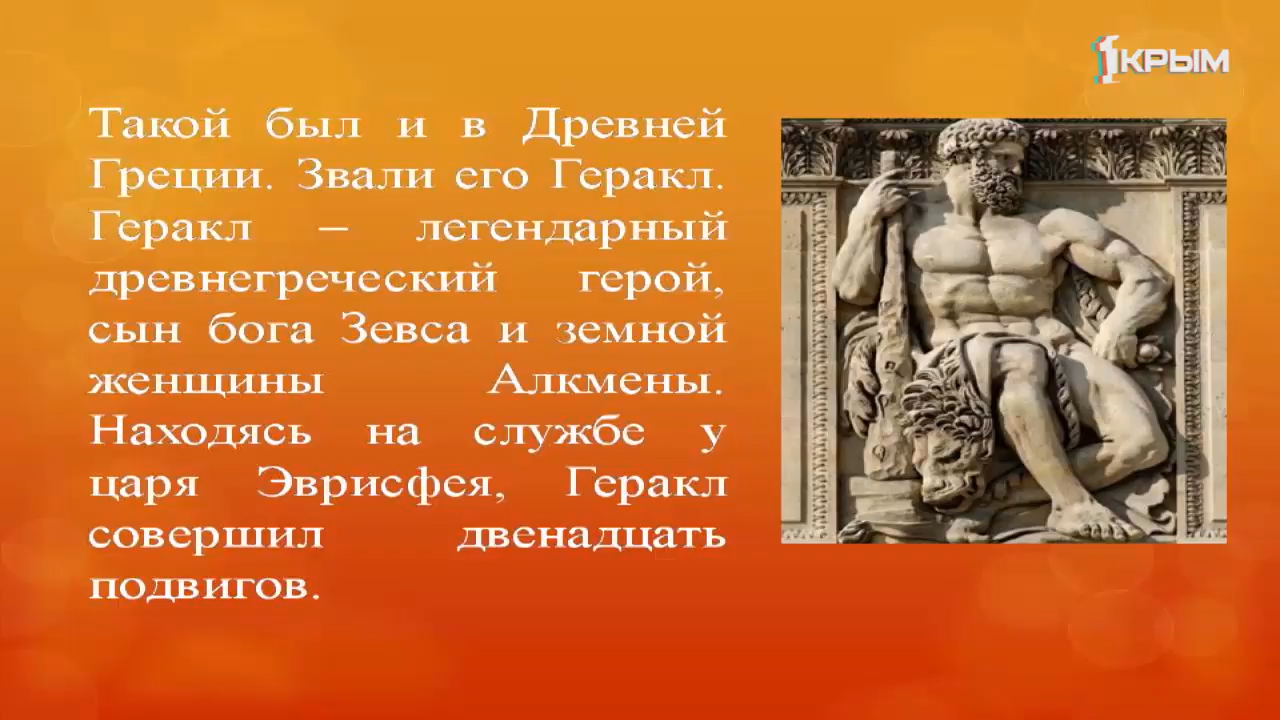 1КРЫМ
Такой был и в Древней
Греции. Звали его Геракл.
Геракл – легендарный
древнегреческий герой,
сын бога Зевса и земной
женщины Алкмены.
Находясь на службе у
царя Эврисфея, Геракл
совершил двенадцать
подвигов.